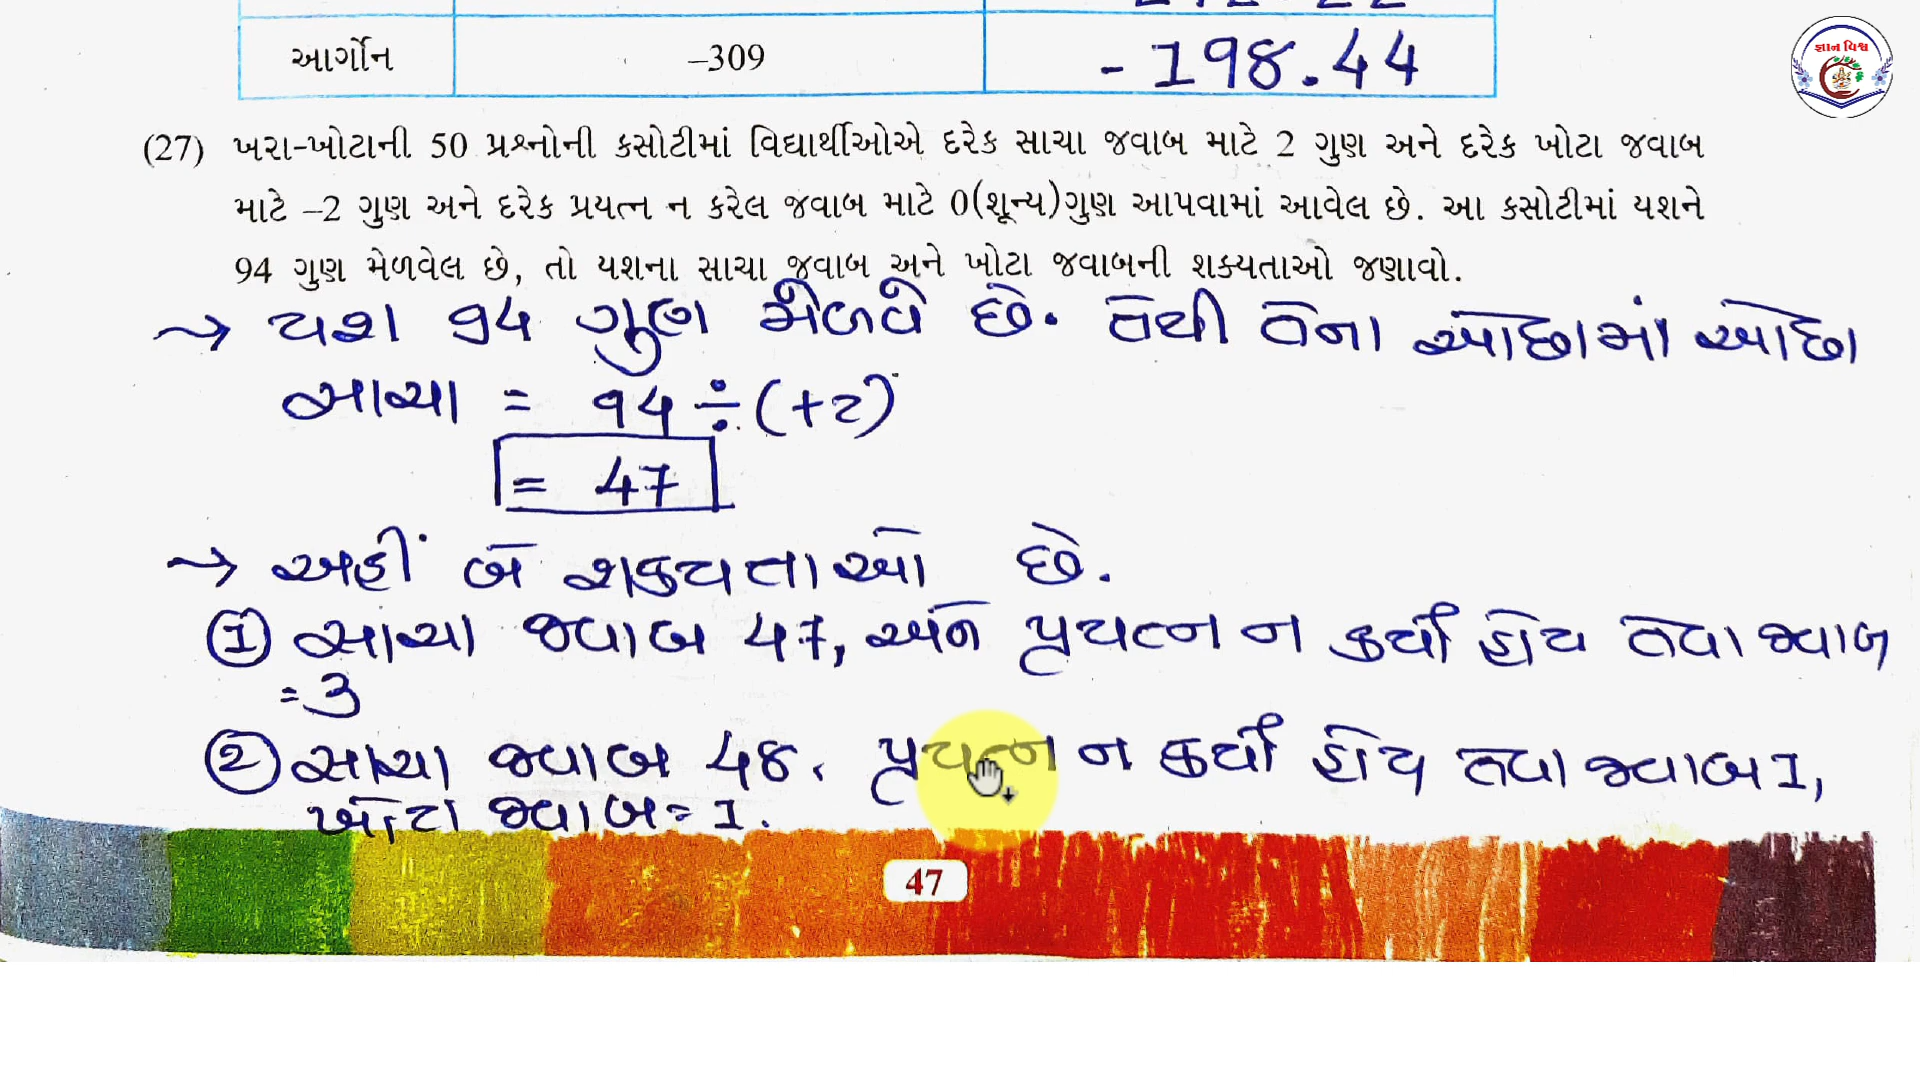 આર્ગોન –309 -198.44
જ્ઞાન વિશ્વ
(27) ખરા-ખોટાની 50 પ્રશ્નોની કસોટીમાં વિદ્યાર્થીઓએ દરેક સાચા જવાબ માટે 2 ગુણ અને દરેક ખોટા જવાબ
માટે –2 ગુણ અને દરેક પ્રયત્ન ન કરેલ જવાબ માટે 0(શૂન્ય)ગુણ આપવામાં આવેલ છે. આ કસોટીમાં યશને
94 ગુણ મેળવેલ છે, તો યશના સાચા જવાબ અને ખોટા જવાબની શક્યતાઓ જણાવો.
→ યશ 94 ગુણ મેળવે છે. તેથી તેના ઓછામાં ઓછા
સાચા = 94 ÷ (+2)
= 47
→ અહીં બે શક્યતાઓ છે.
① સાચા જવાબ 47, અને પ્રયત્ન ન કર્યો હોય તેવા જવાબ
= 3
② સાચા જવાબ 48, પ્રયત્ન ન કર્યો હોય તેવા જવાબ 1,
ખોટા જવાબ = 1.
47